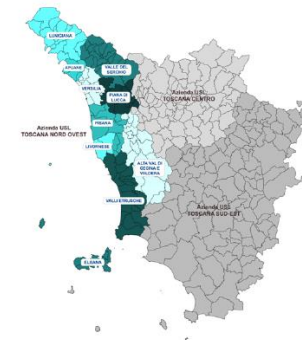 LUNIGIANA
APUANE
VALLE DEL
SERCHIO
VERSILIA
PIANA DI
LUCCA
Azienda USL
TOSCANA CENTRO
Azienda USL
TOSCANA NORD OVEST
PISANA
LIVORNESE
ALTA VAL DI
CECINA E
VALDERA
VALLI ETRUSCHE
Azienda USL
TOSCANA SUD-EST
ELBANA